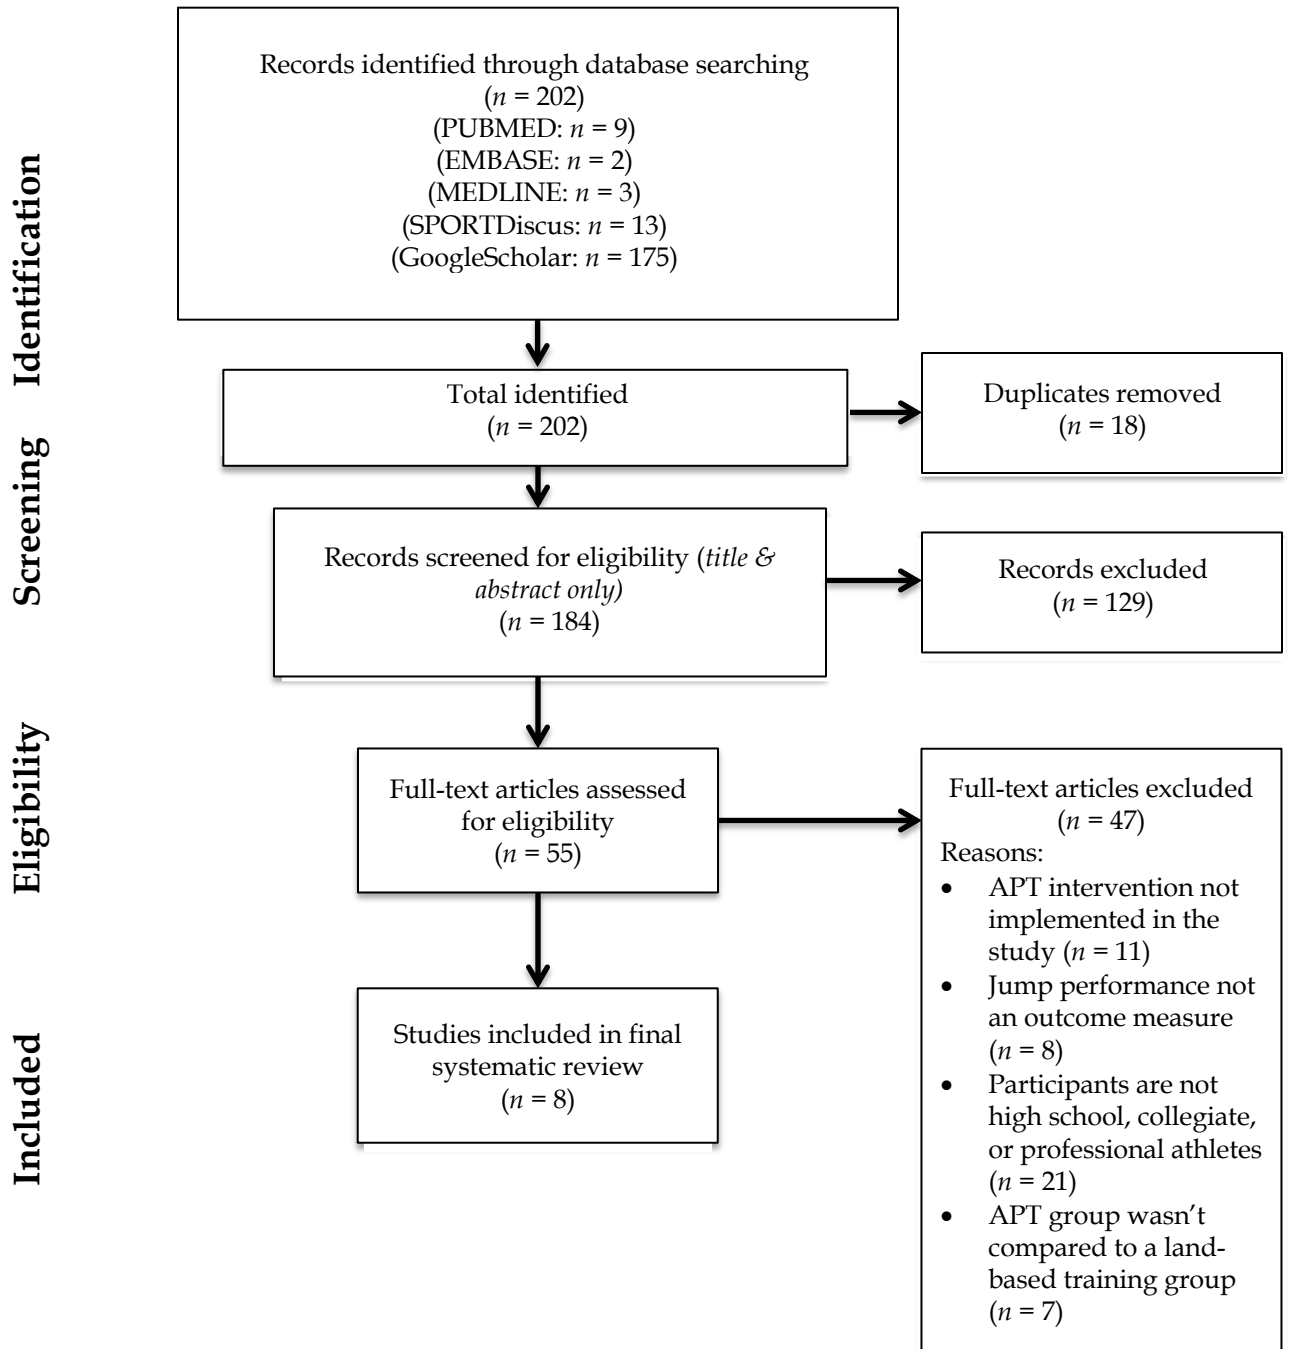 Identification
Records identified through database searching
(n = 202)
(PUBMED: n = 9)
(EMBASE: n = 2)
(MEDLINE: n = 3)
(SPORTDiscus: n = 13)
(GoogleScholar: n = 175)
Total identified
(n = 202)
Duplicates removed
(n = 18)
Screening
Records screened for eligibility (title &
abstract only)
(n = 184)
Records excluded
(n = 129)
Eligibility
Full-text articles assessed
for eligibility
(n = 55)
Full-text articles excluded
(n = 47)
Reasons:
• APT intervention not
implemented in the
study (n = 11)
• Jump performance not
an outcome measure
(n = 8)
• Participants are not
high school, collegiate,
or professional athletes
(n = 21)
• APT group wasn’t
compared to a land-
based training group
(n = 7)
Included
Studies included in final
systematic review
(n = 8)